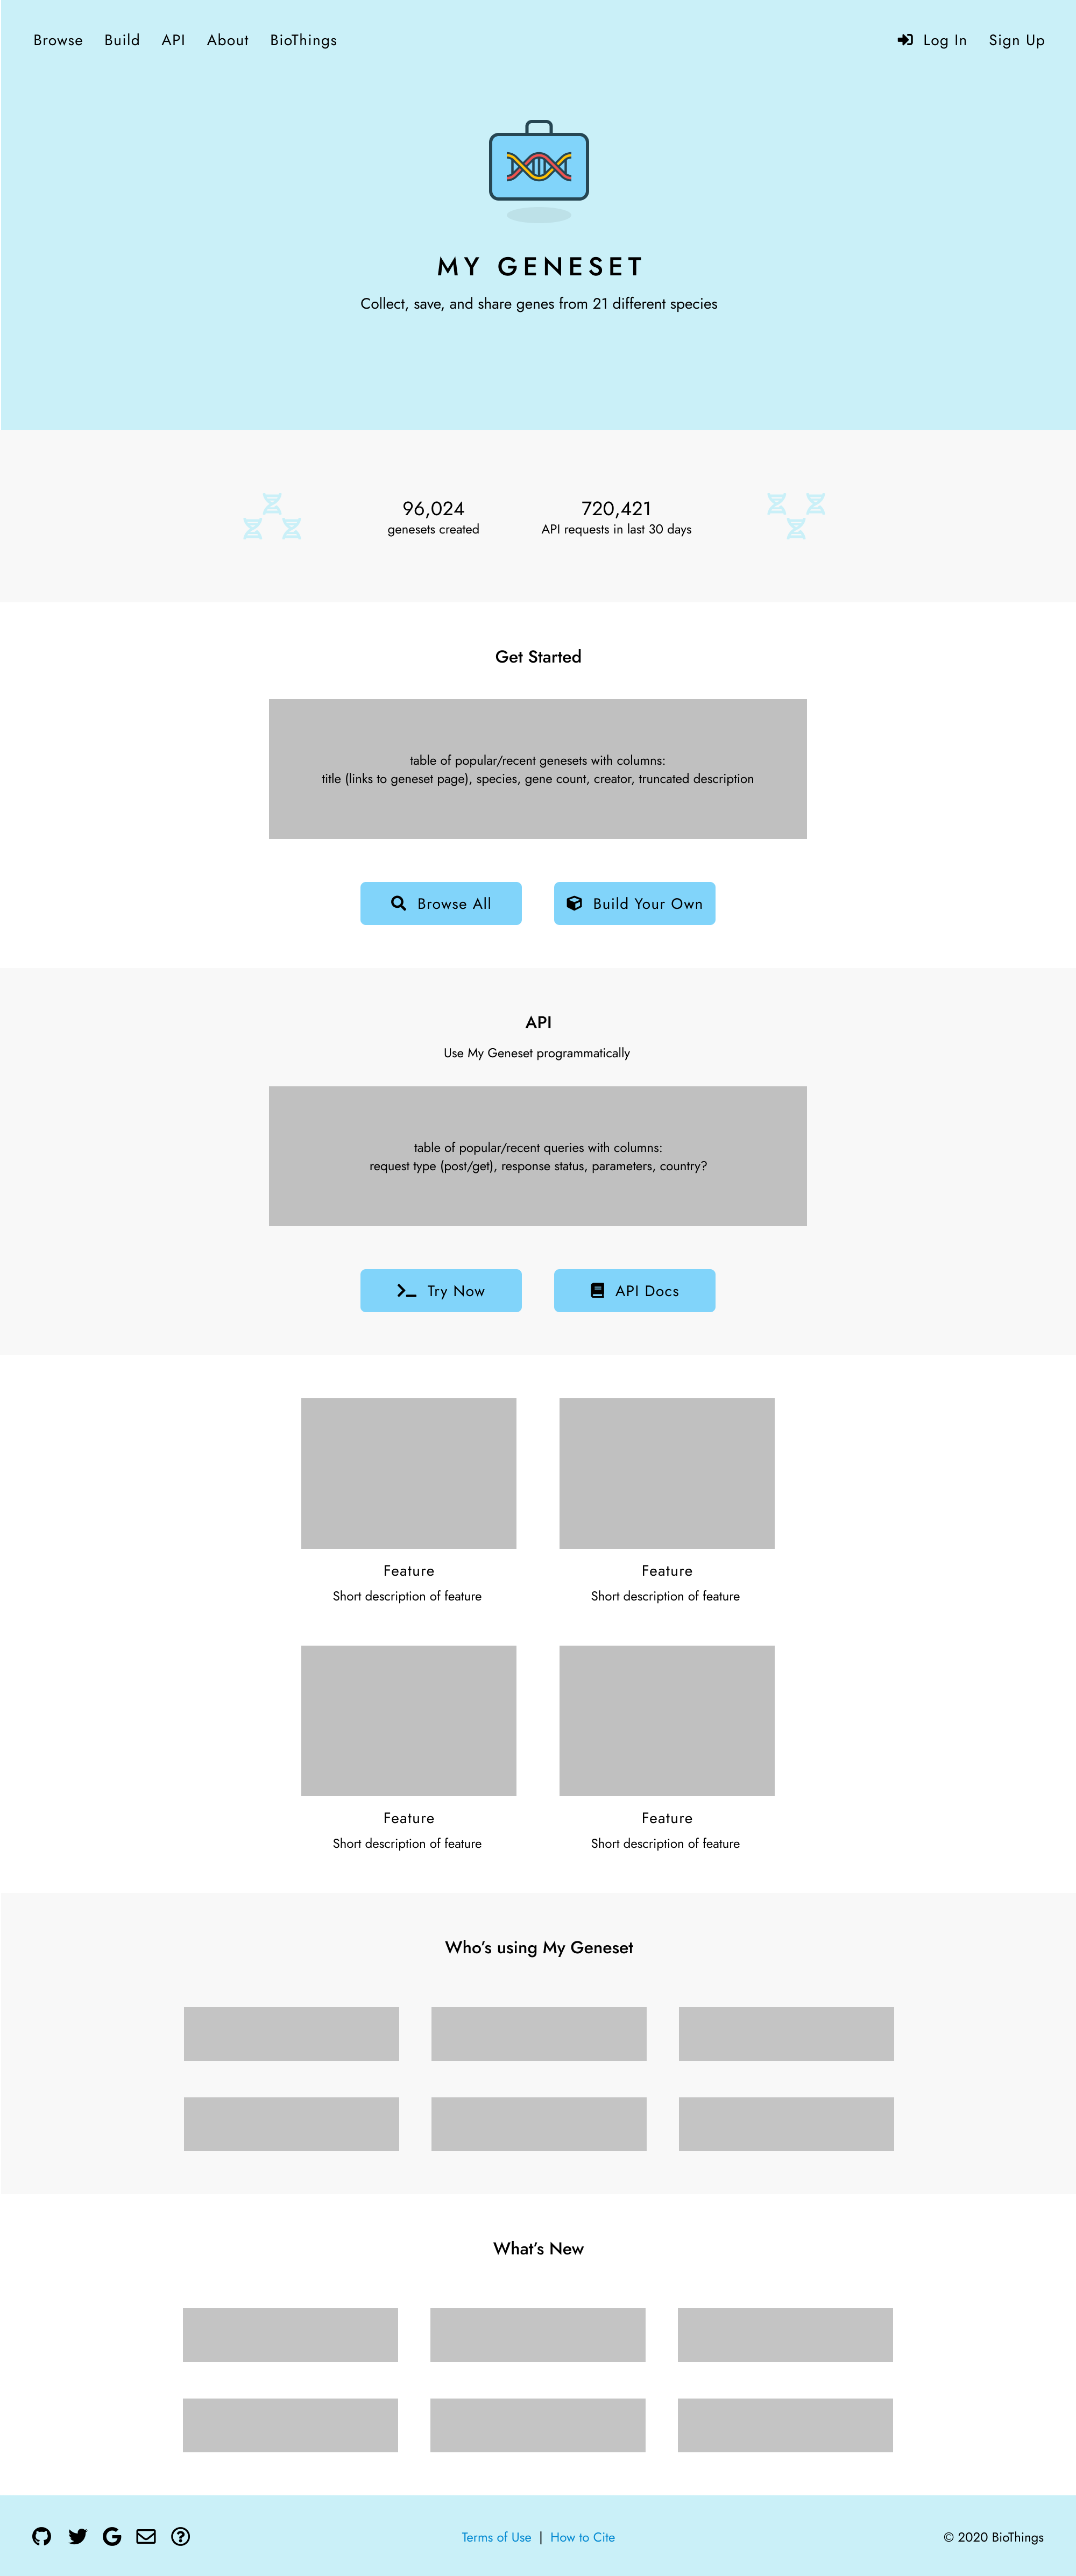 Browse Build API About BioThings Log In Sign Up
MY GENESET
Collect, save, and share genes from 21 different species
96,024 720,421
genesets created API requests in last 30 days
Get Started
table of popular/recent genesets with columns:
title (links to geneset page), species, gene count, creator, truncated description
Browse All Build Your Own
API
Use My Geneset programmatically
table of popular/recent queries with columns:
request type (post/get), response status, parameters, country?
Try Now API Docs
Feature Feature
Short description of feature Short description of feature
Feature Feature
Short description of feature Short description of feature
Who’s using My Geneset
What’s New
Terms of Use | How to Cite © 2020 BioThings